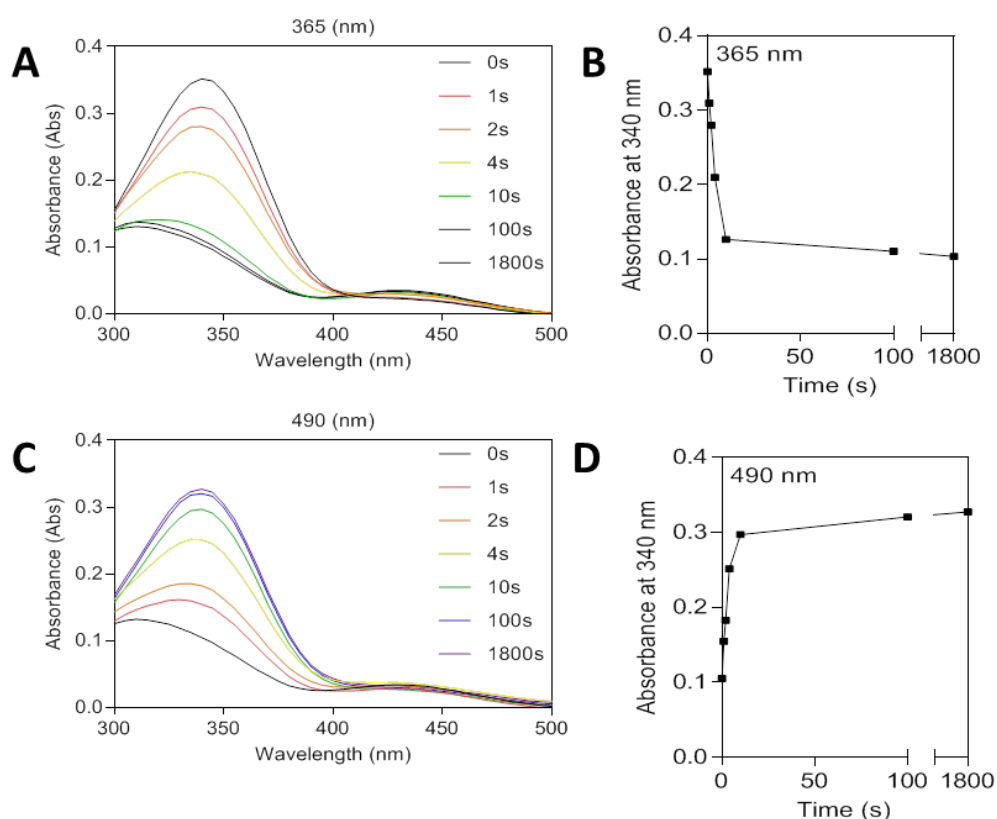 A
365 (nm)
Absorbance (Abs)
0.4
0.3
0.2
0.1
0.0
300
350
400
450
500
Wavelength (nm)
0s
1s
2s
4s
10s
100s
1800s
B
365 nm
Absorbance at 340 nm
0.4
0.3
0.2
0.1
0.0
0
50
100
1800
Time (s)
C
490 (nm)
Absorbance (Abs)
0.4
0.3
0.2
0.1
0.0
300
350
400
450
500
Wavelength (nm)
0s
1s
2s
4s
10s
100s
1800s
D
490 nm
Absorbance at 340 nm
0.4
0.3
0.2
0.1
0.0
0
50
100
1800
Time (s)